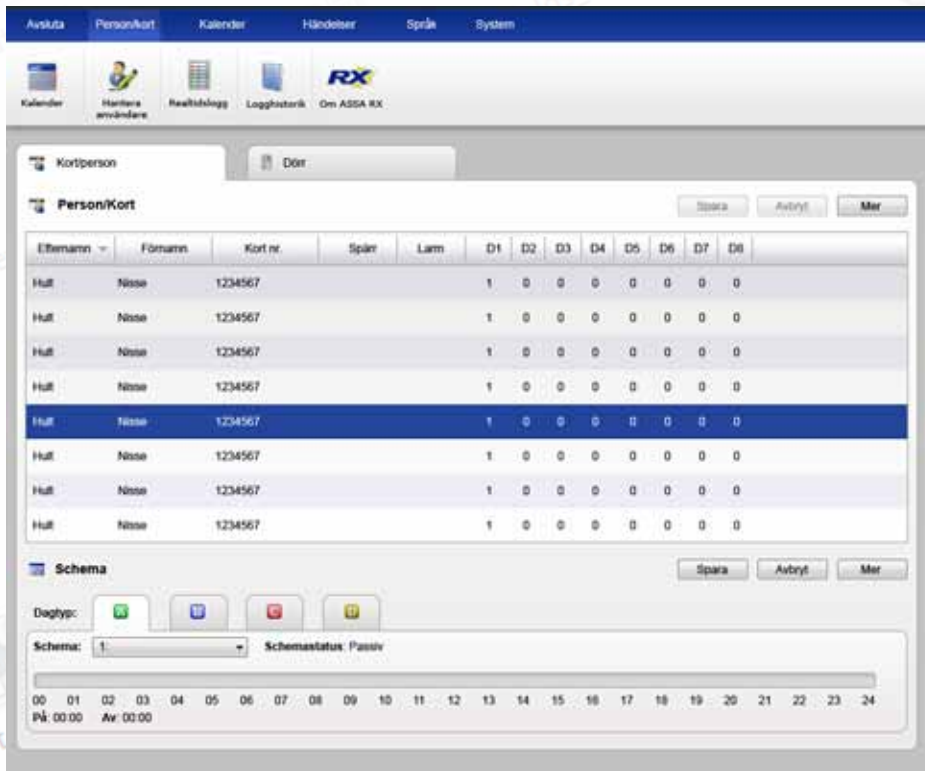 Avsluta Person/kort Kalender Händelser Språk System
RX
Kalender Hantera användare Realtidslogg Logghistorik Om ASSA RX
Kort/person Dörr
Person/Kort Spara Avbryt Mer
Efternamn Förnamn Kort nr. Spärr Larm D1 D2 D3 D4 D5 D6 D7 D8
Hult Nisse 1234567 1 0 0 0 0 0 0 0
Hult Nisse 1234567 1 0 0 0 0 0 0 0
Hult Nisse 1234567 1 0 0 0 0 0 0 0
Hult Nisse 1234567 1 0 0 0 0 0 0 0
Hult Nisse 1234567 1 0 0 0 0 0 0 0
Hult Nisse 1234567 1 0 0 0 0 0 0 0
Hult Nisse 1234567 1 0 0 0 0 0 0 0
Hult Nisse 1234567 1 0 0 0 0 0 0 0
Schema Spara Avbryt Mer
Dagtyp:
Schema: 1: Schemastatus: Passiv
00 01 02 03 04 05 06 07 08 09 10 11 12 13 14 15 16 17 18 19 20 21 22 23 24
På: 00:00 Av: 00:00